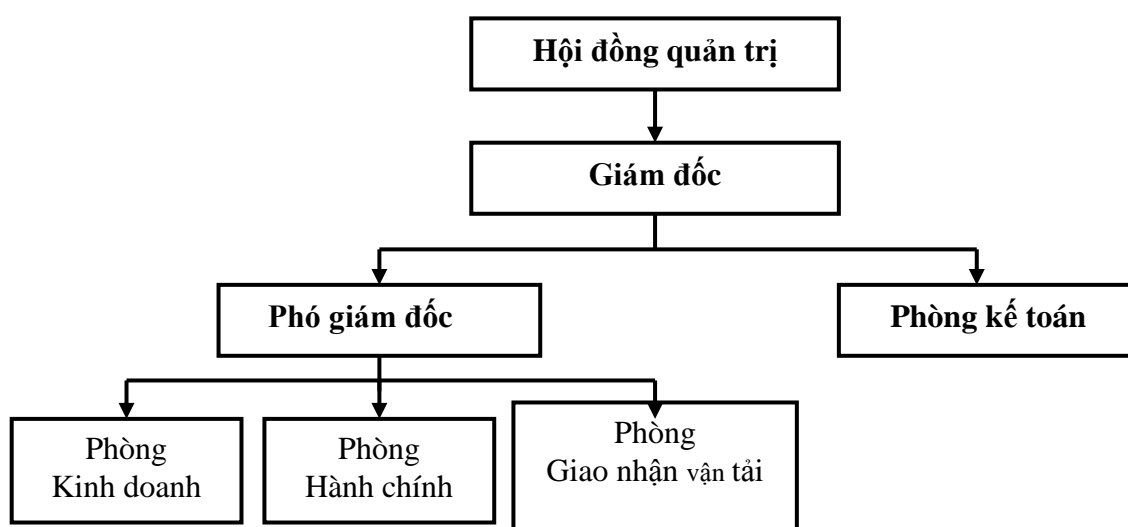 Hội đồng quản trị
Giám đốc
Phó giám đốc
Phòng kế toán
Phòng
Kinh doanh
Phòng
Hành chính
Phòng
Giao nhận vận tải